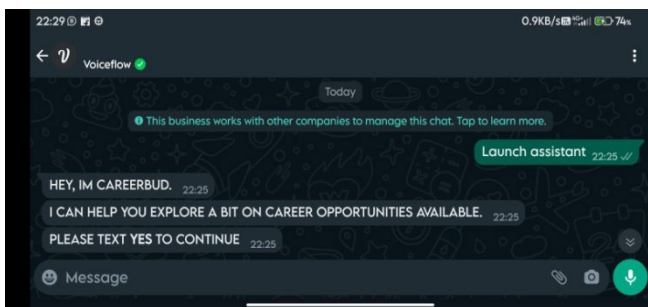 22:29
0.9KB/s 4G 74%
V
Voiceflow
Today
This business works with other companies to manage this chat. Tap to learn more.
Launch assistant 22:25
HEY, IM CAREERBUD. 22:25
I CAN HELP YOU EXPLORE A BIT ON CAREER OPPORTUNITIES AVAILABLE. 22:25
PLEASE TEXT YES TO CONTINUE 22:25
Message